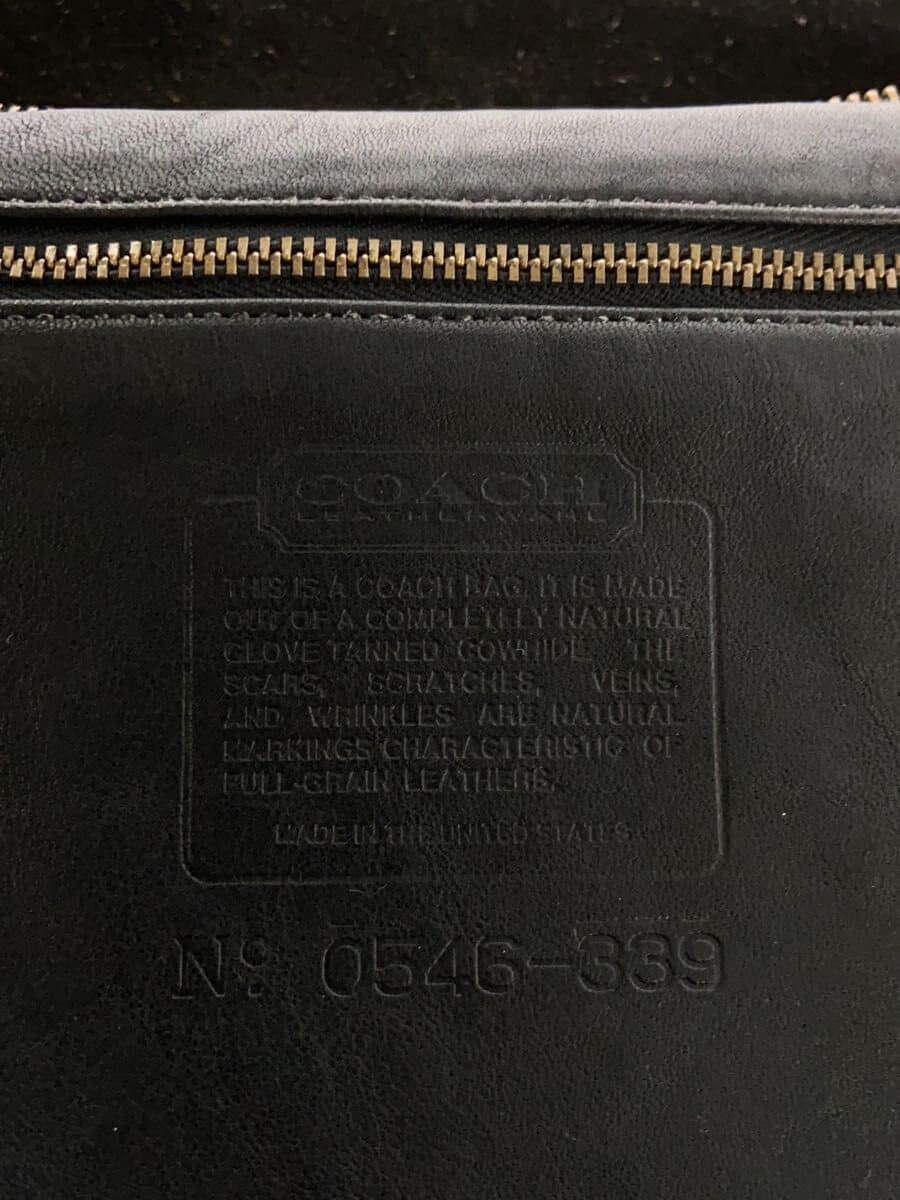 COACH
LEATHERWARE
THIS IS A COACH BAG. IT IS MADE
OUT OF A COMPLETELY NATURAL
GLOVE TANNED COWHIDE. THE
SCARS, SCRATCHES, VEINS,
AND WRINKLES ARE NATURAL
MARKINGS CHARACTERISTIC OF
FULL-GRAIN LEATHERS.
MADE IN THE UNITED STATES
No. 0546-339